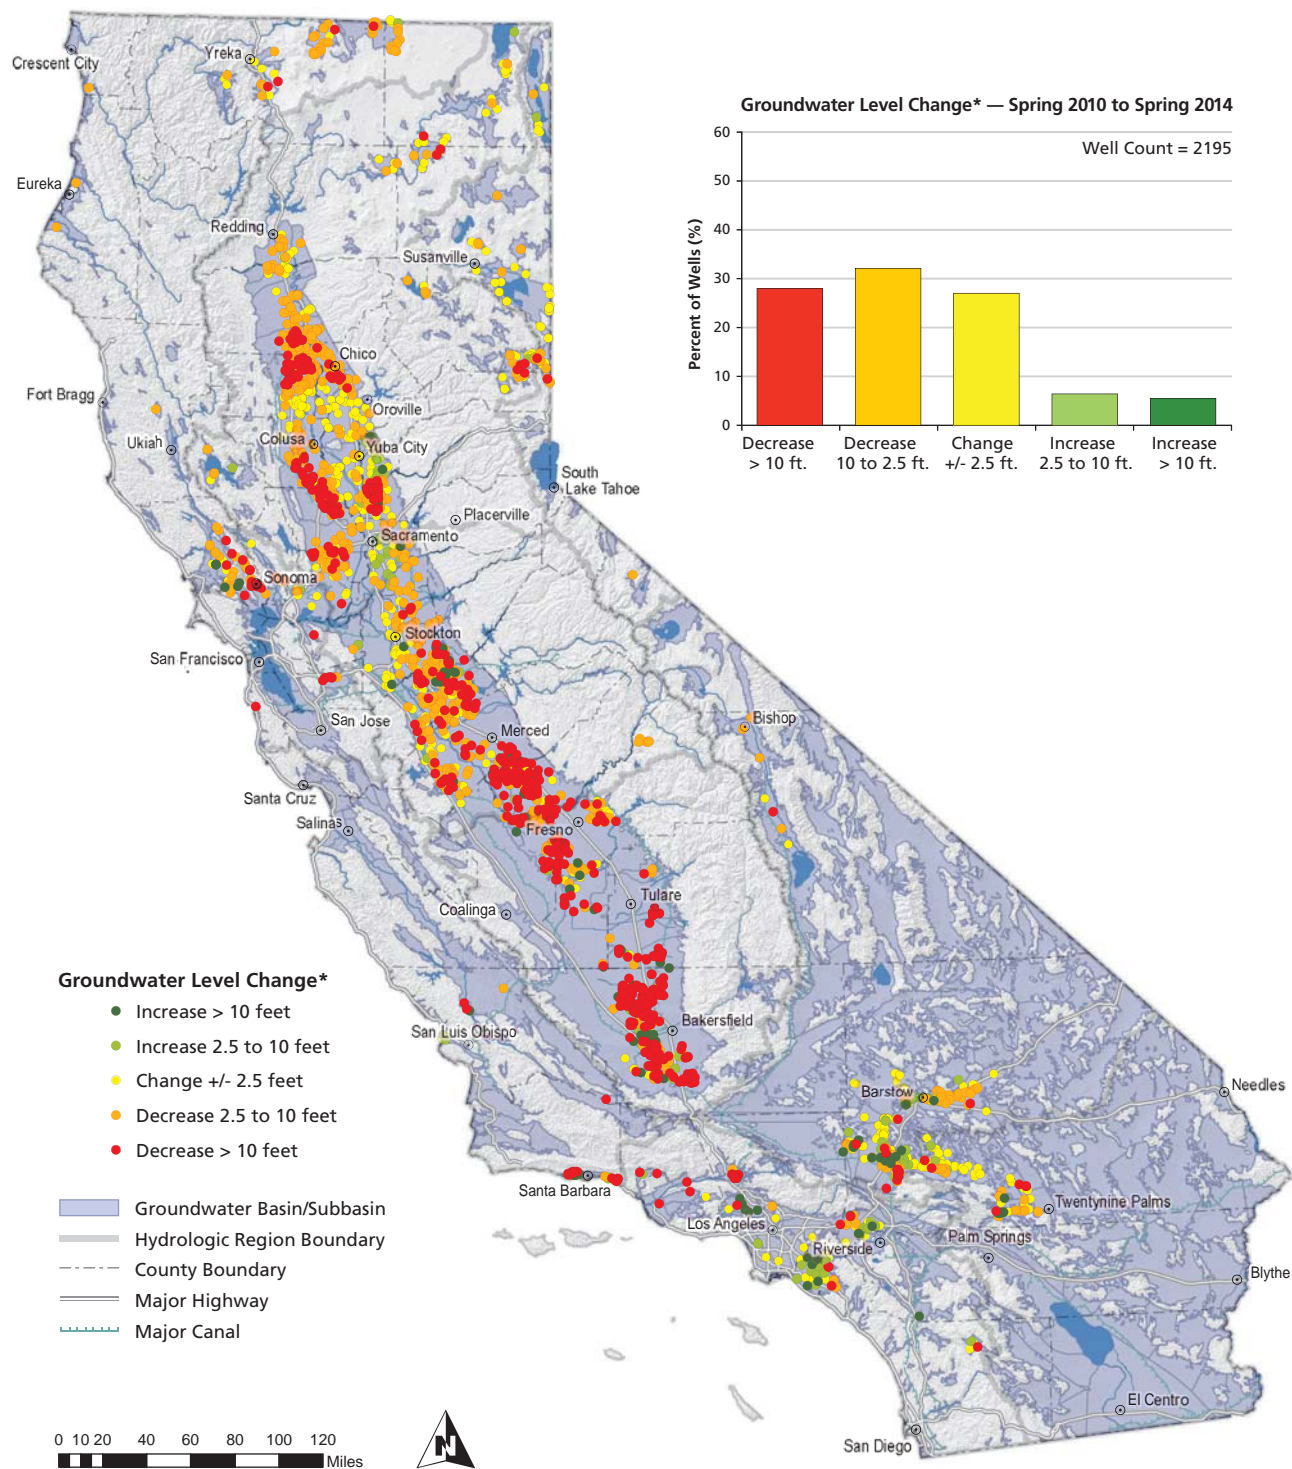 Groundwater Level Change* — Spring 2010 to Spring 2014
Well Count = 2195
Percent of Wells (%)
60
50
40
30
20
10
0
Decrease
> 10 ft.
Decrease
10 to 2.5 ft.
Change
+/- 2.5 ft.
Increase
2.5 to 10 ft.
Increase
> 10 ft.
Crescent City
Yreka
Eureka
Redding
Susanville
Chico
Fort Bragg
Oroville
Ukiah
Colusa
Yuba City
South
Lake Tahoe
Placerville
Sacramento
Sonoma
Stockton
San Francisco
San Jose
Merced
Bishop
Santa Cruz
Salinas
Fresno
Tulare
Coalinga
San Luis Obispo
Bakersfield
Barstow
Needles
Santa Barbara
Los Angeles
Twentynine Palms
Riverside
Palm Springs
Blythe
El Centro
San Diego
Groundwater Level Change*
Increase > 10 feet
Increase 2.5 to 10 feet
Change +/- 2.5 feet
Decrease 2.5 to 10 feet
Decrease > 10 feet
Groundwater Basin/Subbasin
Hydrologic Region Boundary
County Boundary
Major Highway
Major Canal
0 10 20 40 60 80 100 120
Miles
N